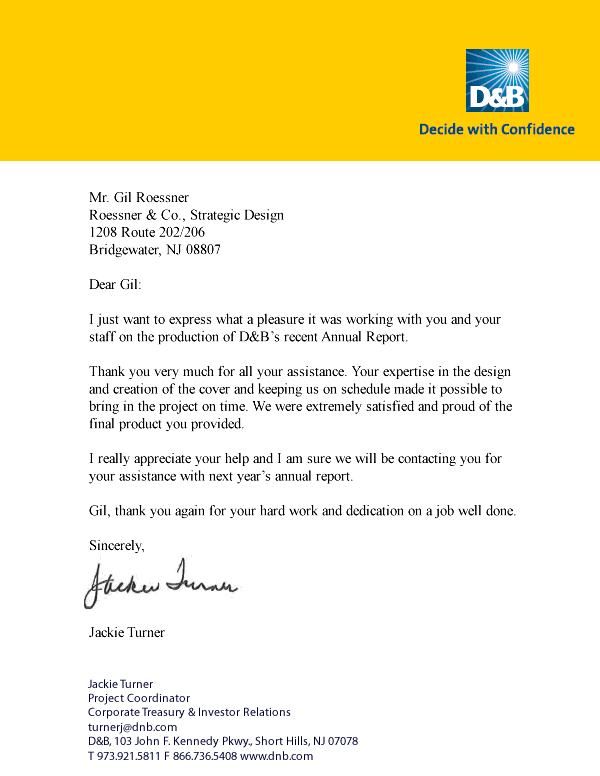 D&B
Decide with Confidence
Mr. Gil Roessner
Roessner & Co., Strategic Design
1208 Route 202/206
Bridgewater, NJ 08807
Dear Gil:
I just want to express what a pleasure it was working with you and your
staff on the production of D&B’s recent Annual Report.
Thank you very much for all your assistance. Your expertise in the design
and creation of the cover and keeping us on schedule made it possible to
bring in the project on time. We were extremely satisfied and proud of the
final product you provided.
I really appreciate your help and I am sure we will be contacting you for
your assistance with next year’s annual report.
Gil, thank you again for your hard work and dedication on a job well done.
Sincerely,
Jackie Turner
Jackie Turner
Jackie Turner
Project Coordinator
Corporate Treasury & Investor Relations
turnerj@dnb.com
D&B, 103 John F. Kennedy Pkwy., Short Hills, NJ 07078
T 973.921.5811 F 866.736.5408 www.dnb.com